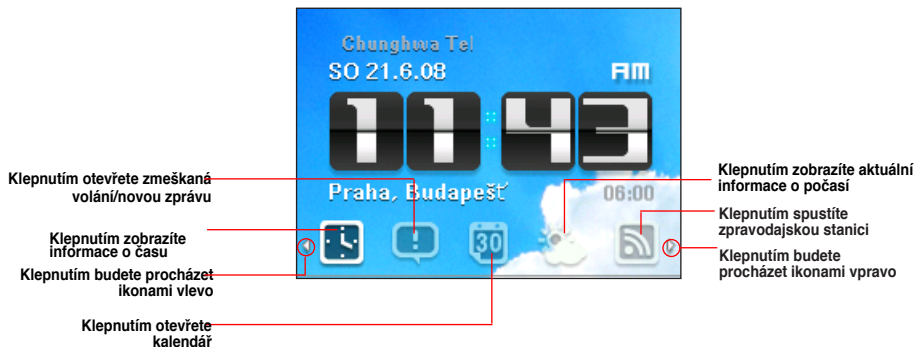 Chunghwa Tel
SO 21.6.08
AM
11:43
Praha, Budapešť
06:00
30
Klepnutím otevřete zmeškaná
volání/novou zprávu
Klepnutím zobrazíte
informace o času
Klepnutím budete procházet
ikonami vlevo
Klepnutím otevřete
kalendář
Klepnutím zobrazíte aktuální
informace o počasí
Klepnutím spustíte
zpravodajskou stanici
Klepnutím budete
procházet ikonami vpravo